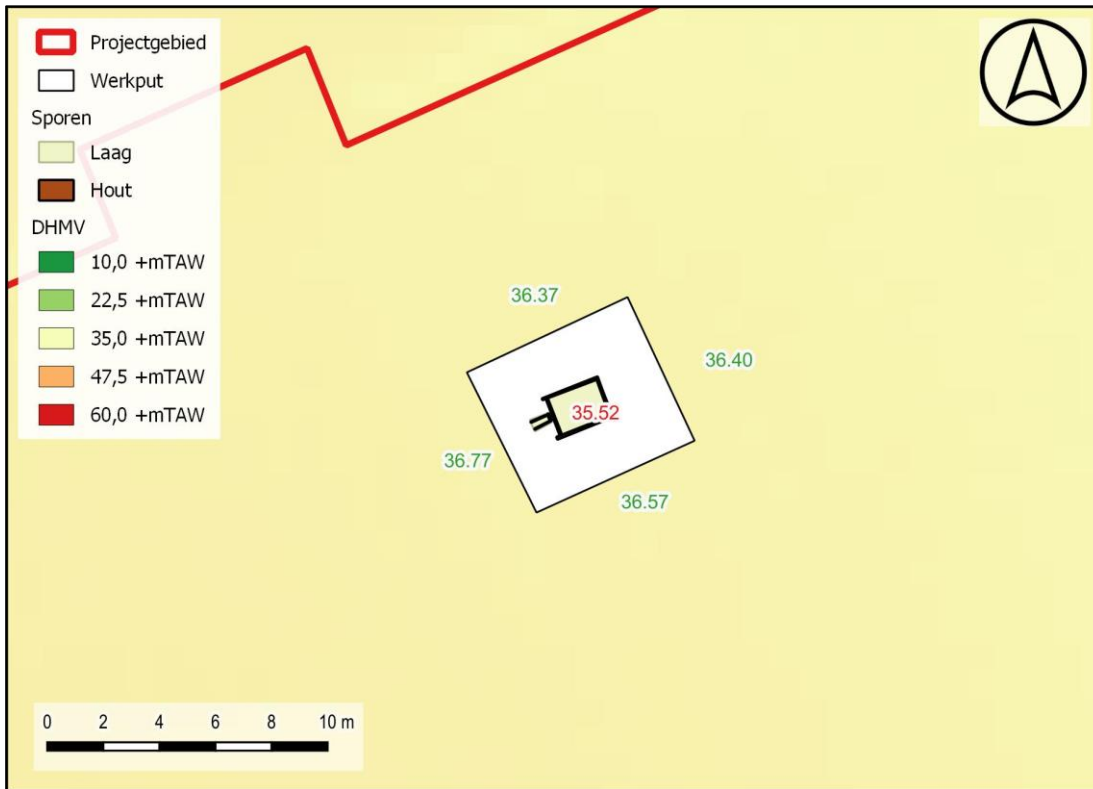 Projectgebied
Werkput
Sporen
Laag
Hout
DHMV
10,0 +mTAW
22,5 +mTAW
35,0 +mTAW
47,5 +mTAW
60,0 +mTAW
36.37
36.40
35.52
36.77
36.57
0 2 4 6 8 10 m